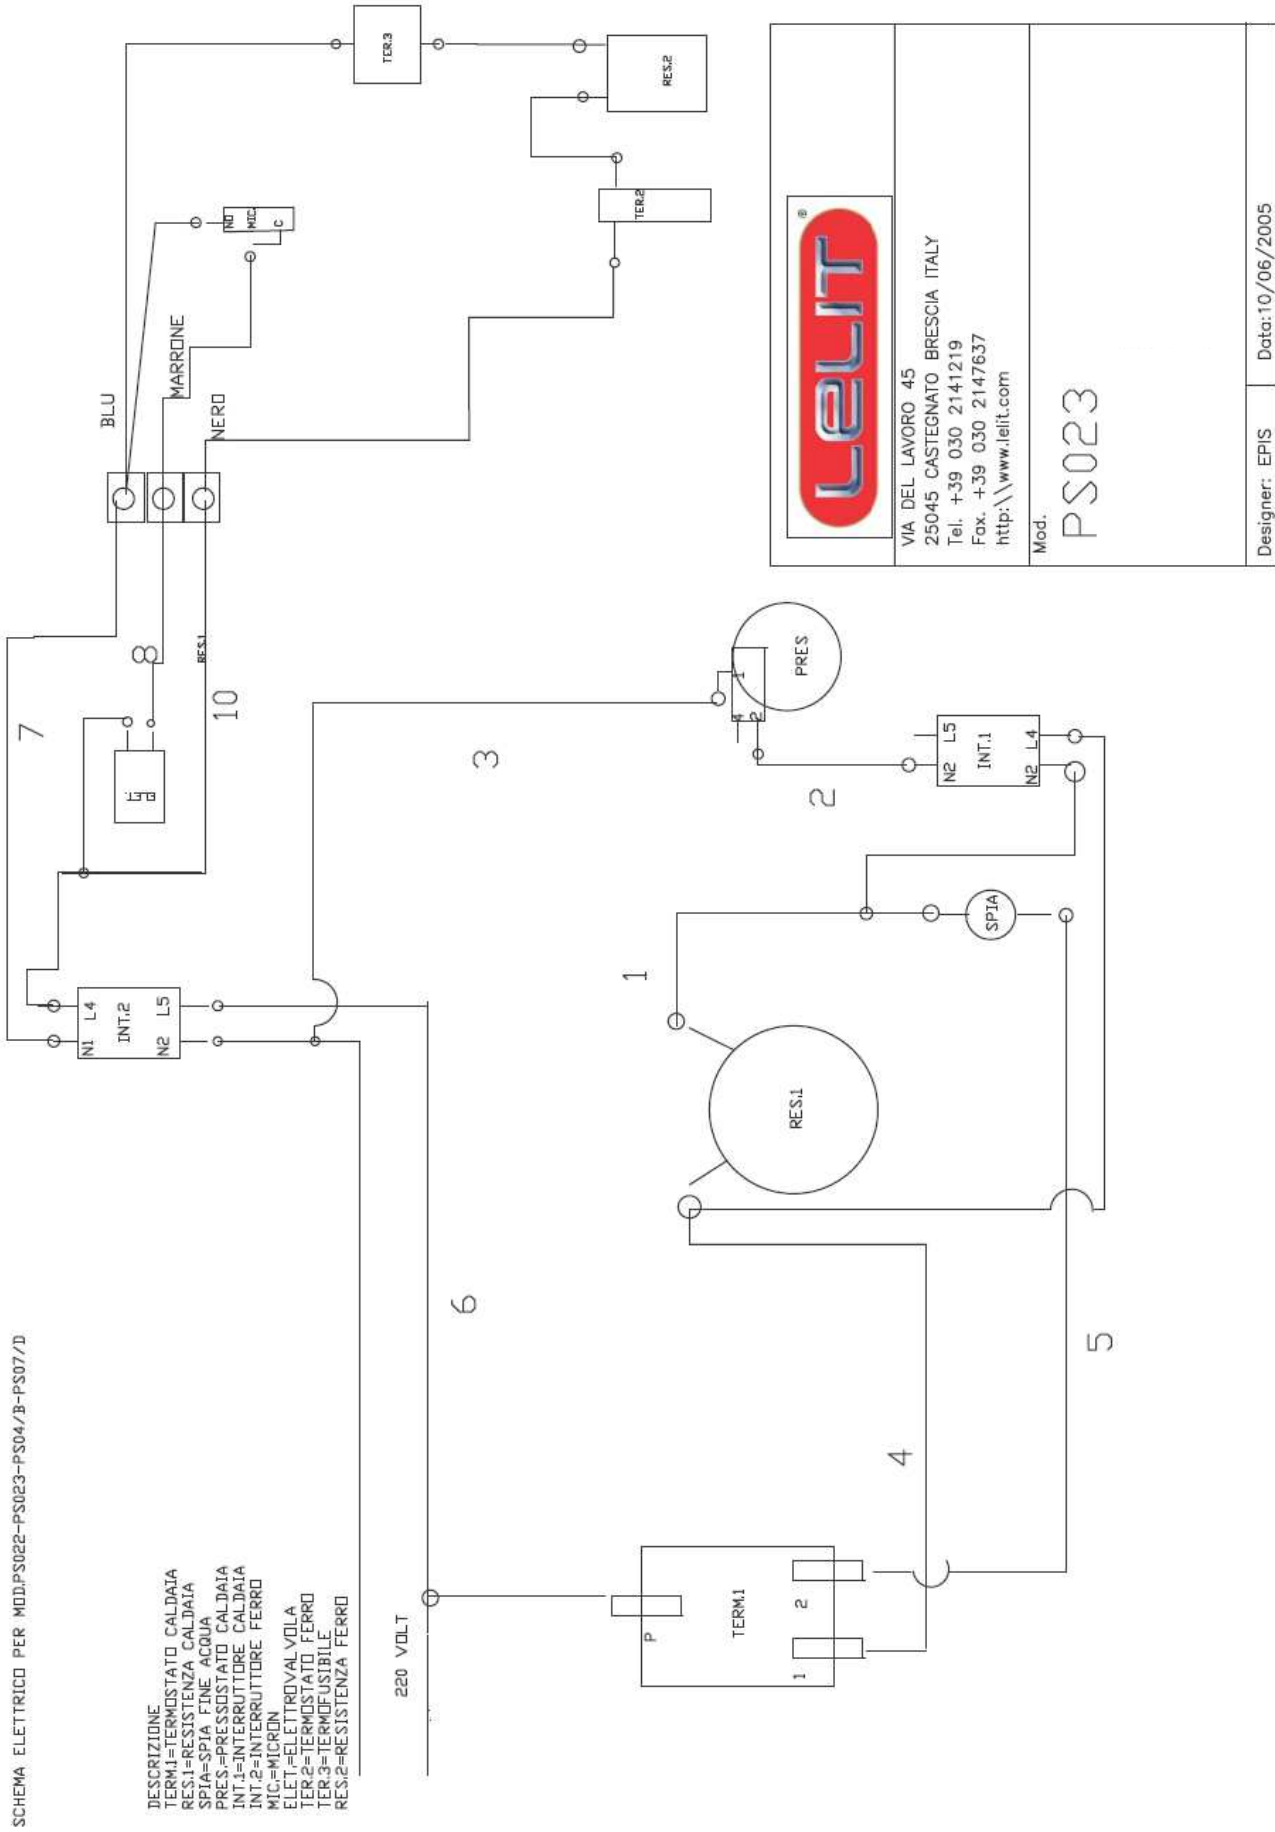 SCHEMA ELETTRICO PER MOD.PS022-PS023-PS04/B-PS07/D
DESCRIZIONE
TERM.1=TERMOSTATO CALDAIA
RES.1=RESISTENZA CALDAIA
SPIA=SPIA FINE ACQUA
PRES.=PRESSOSTATO CALDAIA
INT.1=INTERRUTTORE CALDAIA
INT.2=INTERRUTTORE FERRO
MIC.=MICRON
ELET.=ELETTROVALVOLA
TER.2=TERMOSTATO FERRO
TER.3=TERMOFUSIBILE
RES.2=RESISTENZA FERRO
220 VOLT
7
N1 L4
INT.2
N2 L5
8
RES.1
10
BLU
MARRONE
NERO
NO
MIC.
C
TER.3
RES.2
TER.2
6
3
1
4
2
PRES
2
N2 L5
INT.1
N2 L4
SPIA
1
RES.1
P
TERM.1
1 2
4
5
LELIT ®
VIA DEL LAVORO 45
25045 CASTEGNATO BRESCIA ITALY
Tel. +39 030 2141219
Fax. +39 030 2147637
http:\\www.lelit.com
Mod.
PS023
Designer: EPIS Data:10/06/2005